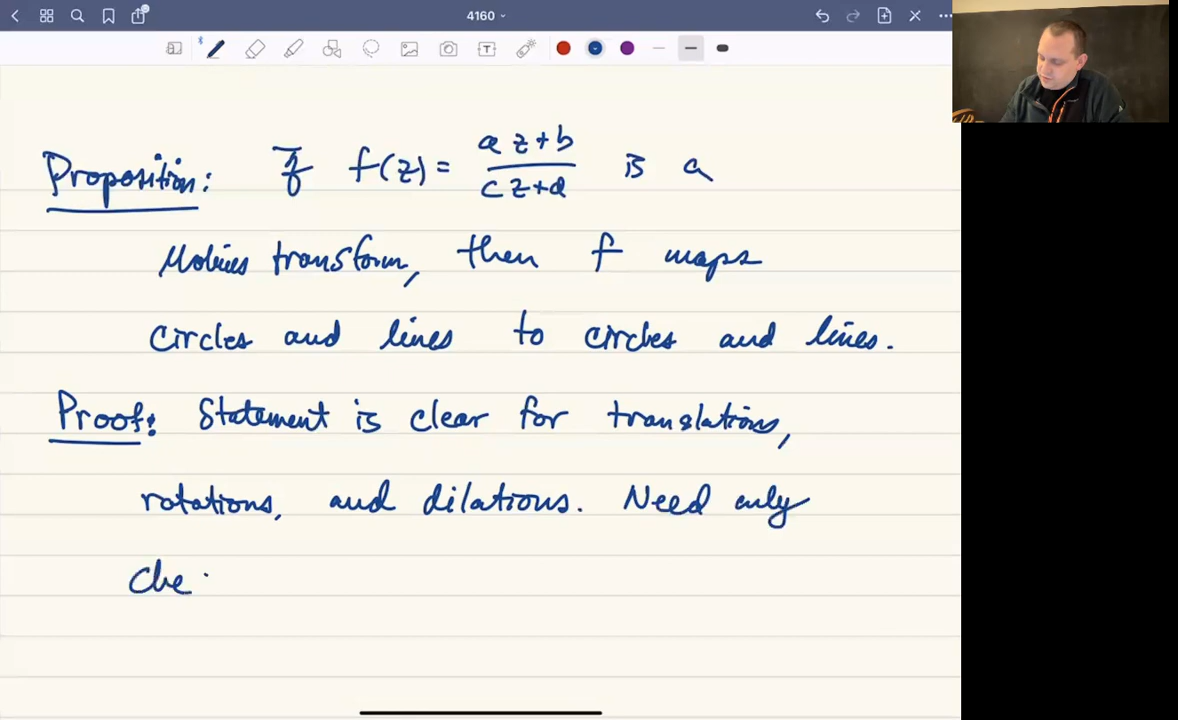 4160
Proposition: If f(z) = \frac{az+b}{cz+d} is a
Mobius transform, then f maps
circles and lines to circles and lines.
Proof: Statement is clear for translations,
rotations, and dilations. Need only
che